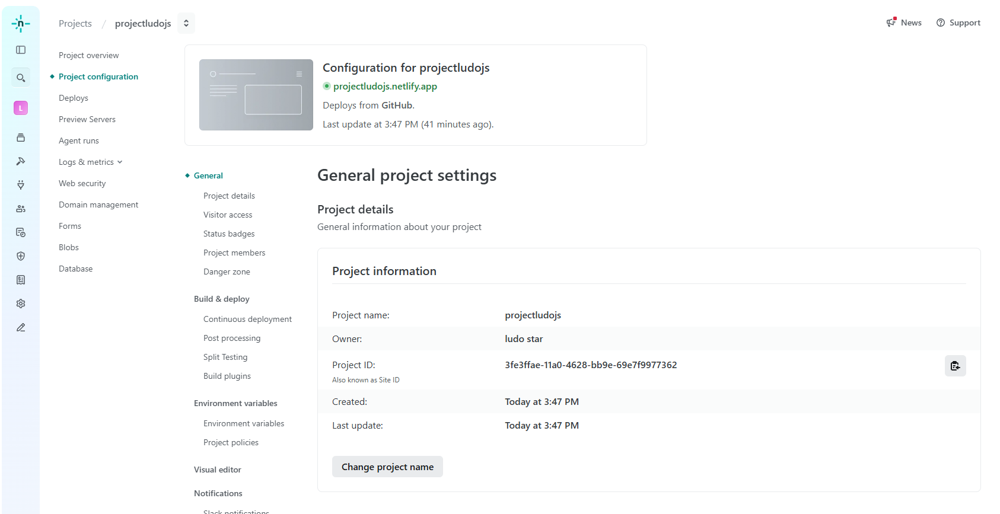 Projects / projectludojs
News
Support
Project overview
Project configuration
Deploys
Preview Servers
Agent runs
Logs & metrics
Web security
Domain management
Forms
Blobs
Database
L
Configuration for projectludojs
projectludojs.netlify.app
Deploys from GitHub.
Last update at 3:47 PM (41 minutes ago).
General
Project details
Visitor access
Status badges
Project members
Danger zone
Build & deploy
Continuous deployment
Post processing
Split Testing
Build plugins
Environment variables
Environment variables
Project policies
Visual editor
Notifications
Slack notifications
General project settings
Project details
General information about your project
Project information
Project name: projectludojs
Owner: ludo star
Project ID: 3fe3ffae-11a0-4628-bb9e-69e7f9977362
Also known as Site ID
Created: Today at 3:47 PM
Last update: Today at 3:47 PM
Change project name